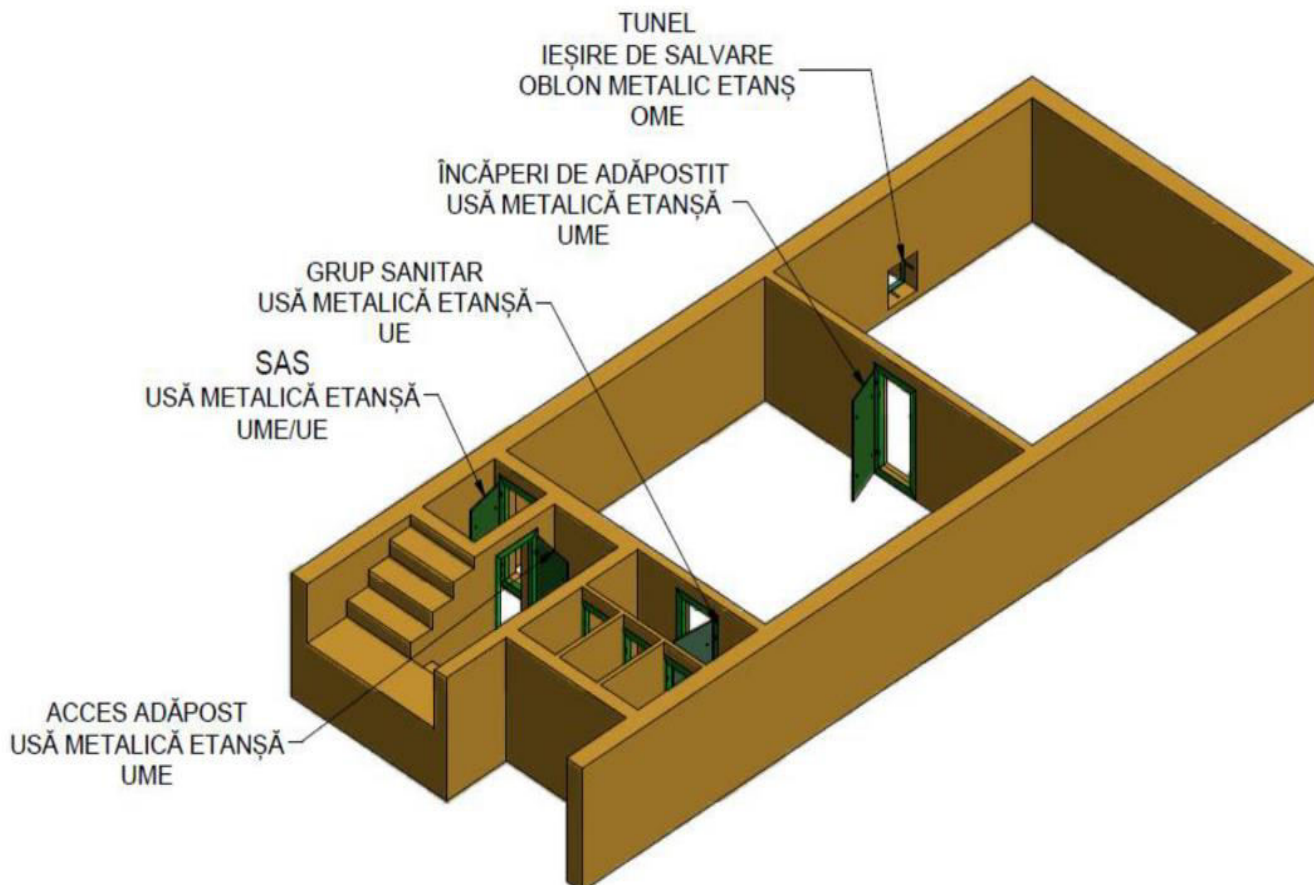 TUNEL
IEȘIRE DE SALVARE
OBLON METALIC ETANȘ
OME
ÎNCĂPERI DE ADĂPOSTIT
USĂ METALICĂ ETANȘĂ
UME
GRUP SANITAR
USĂ METALICĂ ETANȘĂ
UE
SAS
USĂ METALICĂ ETANȘĂ
UME/UE
ACCES ADĂPOST
USĂ METALICĂ ETANȘĂ
UME